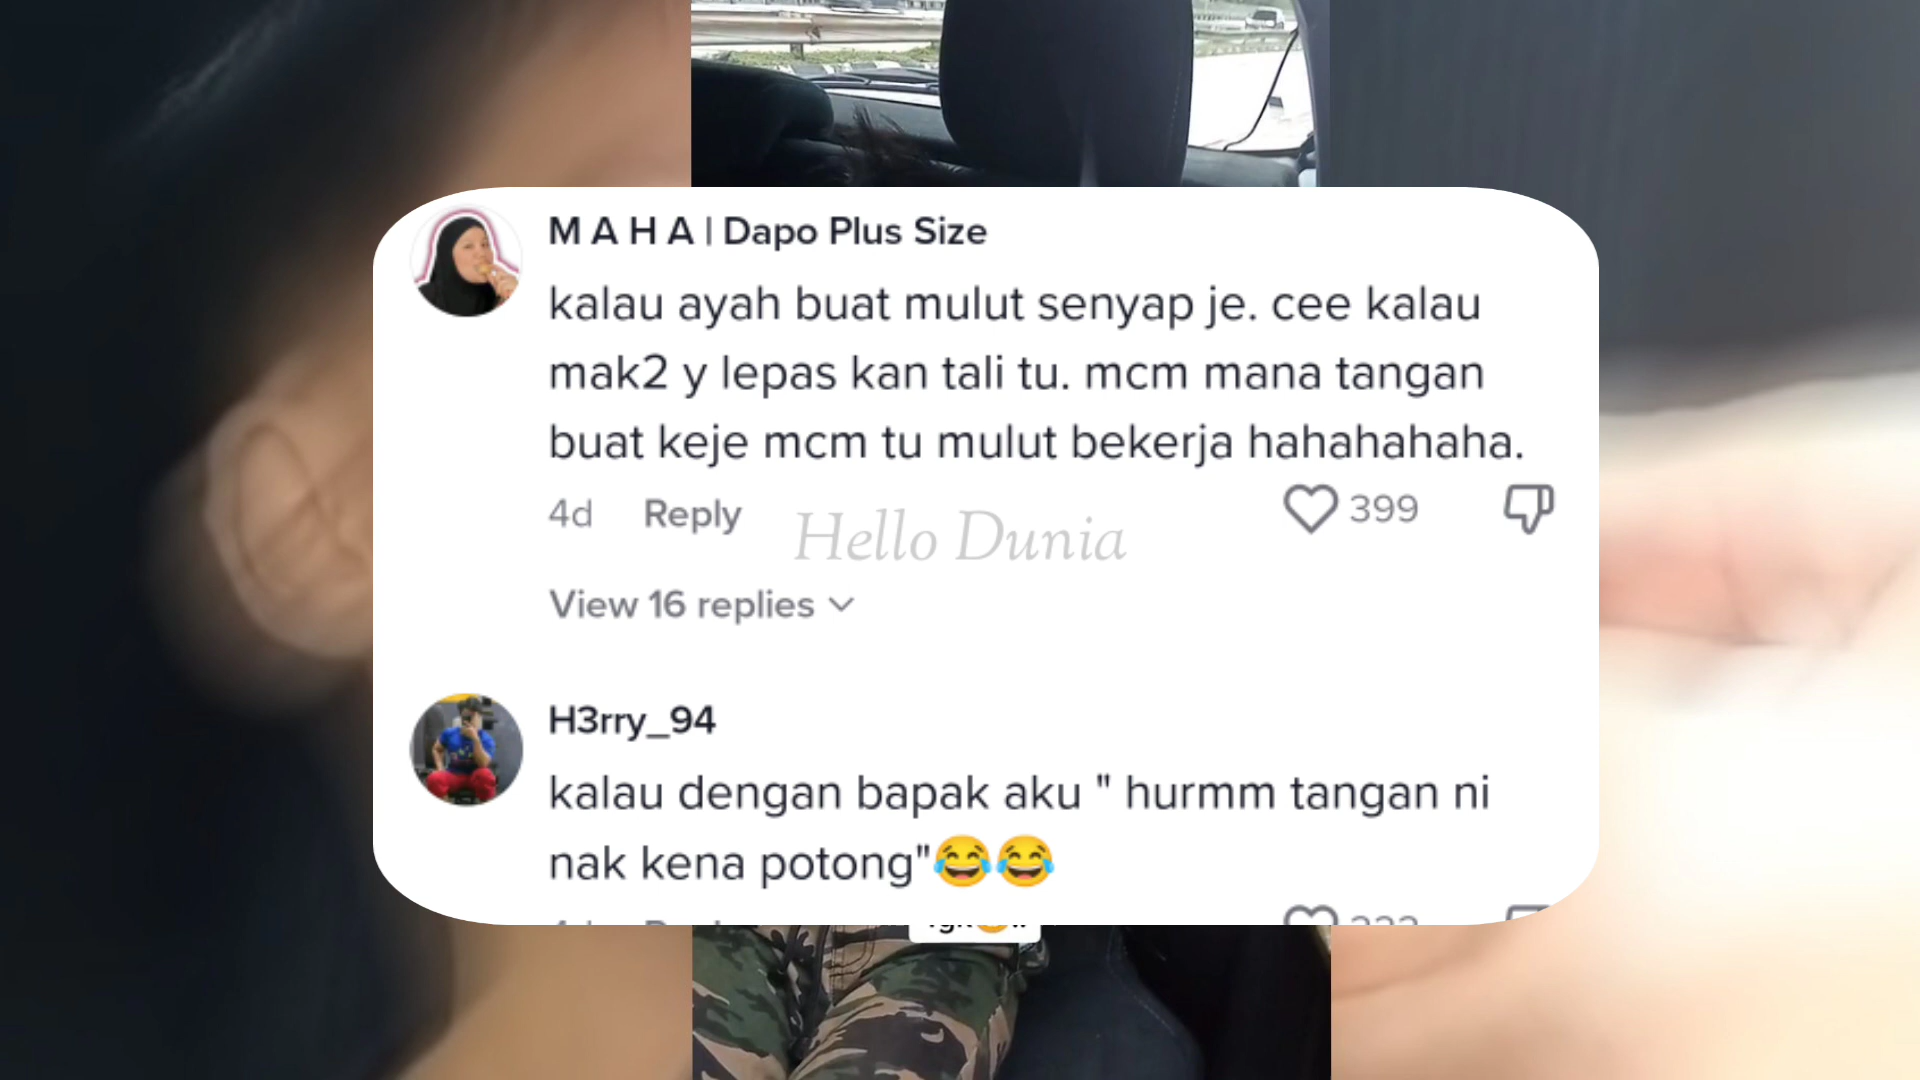 M A H A | Dapo Plus Size
kalau ayah buat mulut senyap je. cee kalau
mak2 y lepas kan tali tu. mcm mana tangan
buat keje mcm tu mulut bekerja hahahahaha.
4d Reply 399
Hello Dunia
View 16 replies
H3rry_94
kalau dengan bapak aku " hurmm tangan ni
nak kena potong"😂😂